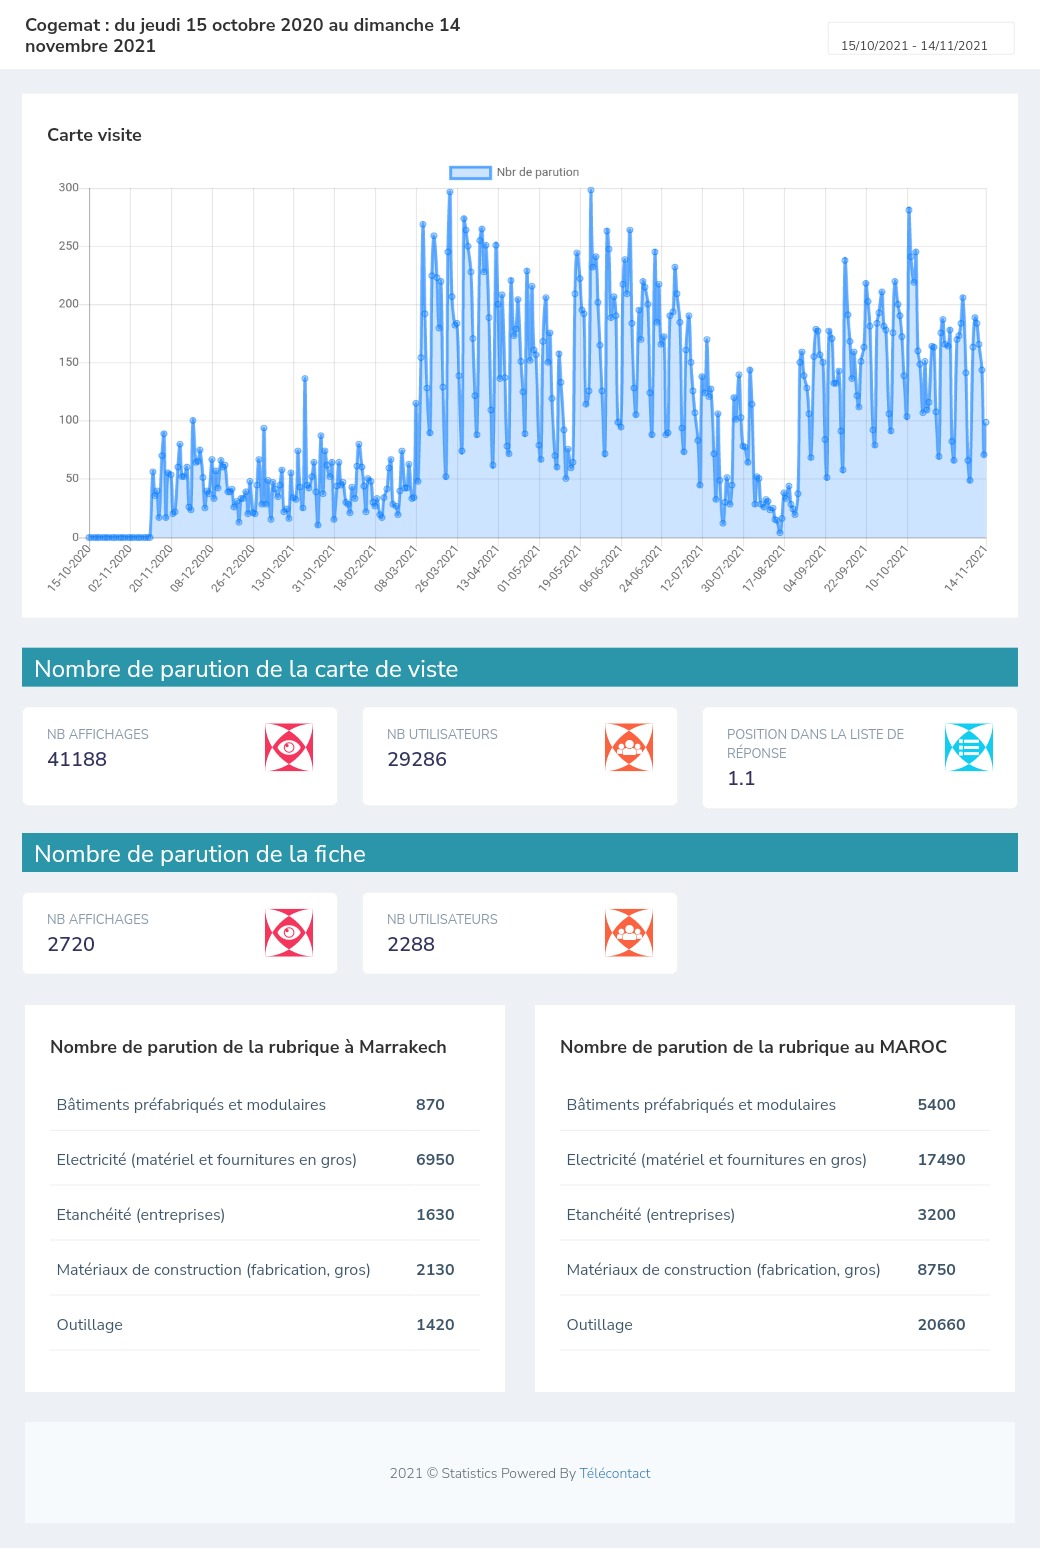 Cogemat : du jeudi 15 octobre 2020 au dimanche 14
novembre 2021
15/10/2021 - 14/11/2021
Carte visite
Nbr de parution
300
250
200
150
100
50
0
15-10-2020
02-11-2020
20-11-2020
08-12-2020
26-12-2020
13-01-2021
31-01-2021
18-02-2021
08-03-2021
26-03-2021
13-04-2021
01-05-2021
19-05-2021
06-06-2021
24-06-2021
12-07-2021
30-07-2021
17-08-2021
04-09-2021
22-09-2021
10-10-2021
14-11-2021
Nombre de parution de la carte de viste
NB AFFICHAGES
41188
NB UTILISATEURS
29286
POSITION DANS LA LISTE DE
RÉPONSE
1.1
Nombre de parution de la fiche
NB AFFICHAGES
2720
NB UTILISATEURS
2288
Nombre de parution de la rubrique à Marrakech
Bâtiments préfabriqués et modulaires 870
Electricité (matériel et fournitures en gros) 6950
Etanchéité (entreprises) 1630
Matériaux de construction (fabrication, gros) 2130
Outillage 1420
Nombre de parution de la rubrique au MAROC
Bâtiments préfabriqués et modulaires 5400
Electricité (matériel et fournitures en gros) 17490
Etanchéité (entreprises) 3200
Matériaux de construction (fabrication, gros) 8750
Outillage 20660
2021 © Statistics Powered By Télécontact